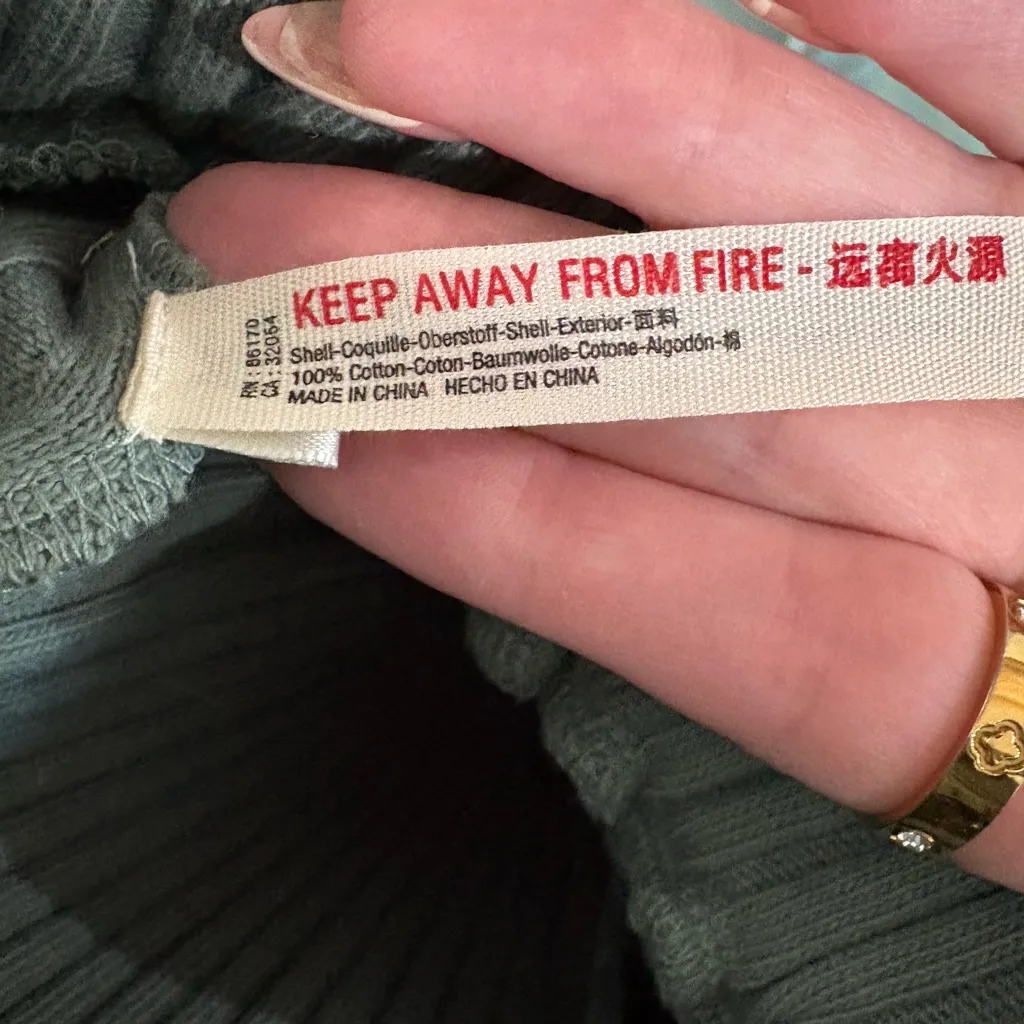 KEEP AWAY FROM FIRE - 远离火源
RN : 86170
CA : 32054
Shell-Coquille-Oberstoff-Shell-Exterior-面料
100% Cotton-Coton-Baumwolle-Cotone-Algodón-棉
MADE IN CHINA HECHO EN CHINA